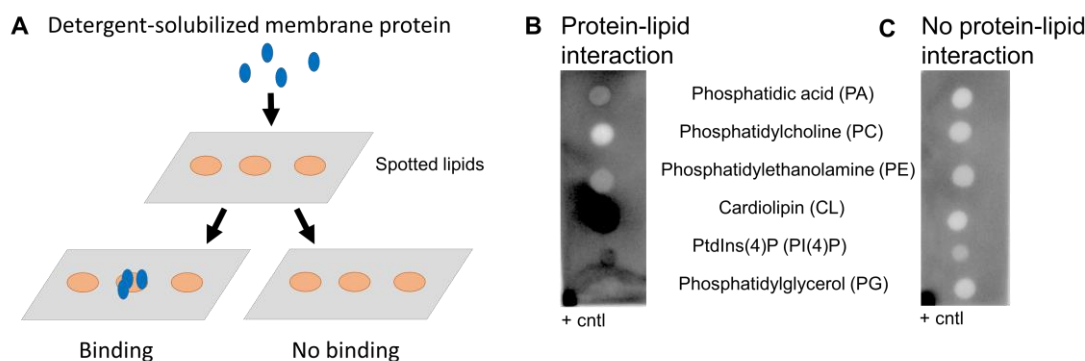 A Detergent-solubilized membrane protein
Spotted lipids
Binding
No binding
B Protein-lipid
interaction
Phosphatidic acid (PA)
Phosphatidylcholine (PC)
Phosphatidylethanolamine (PE)
Cardiolipin (CL)
PtdIns(4)P (PI(4)P)
Phosphatidylglycerol (PG)
+ cntl
C No protein-lipid
interaction
+ cntl